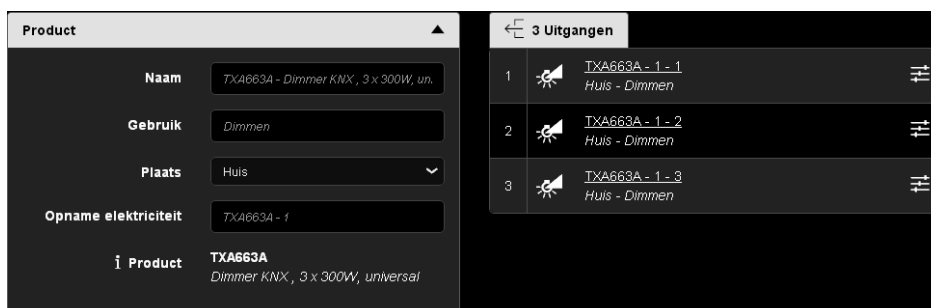 Product
Naam TXA663A - Dimmer KNX , 3 x 300W, un.
Gebruik Dimmen
Plaats Huis
Opname elektriciteit TXA663A - 1
i Product TXA663A
Dimmer KNX , 3 x 300W, universal
3 Uitgangen
1 TXA663A - 1 - 1
Huis - Dimmen
2 TXA663A - 1 - 2
Huis - Dimmen
3 TXA663A - 1 - 3
Huis - Dimmen